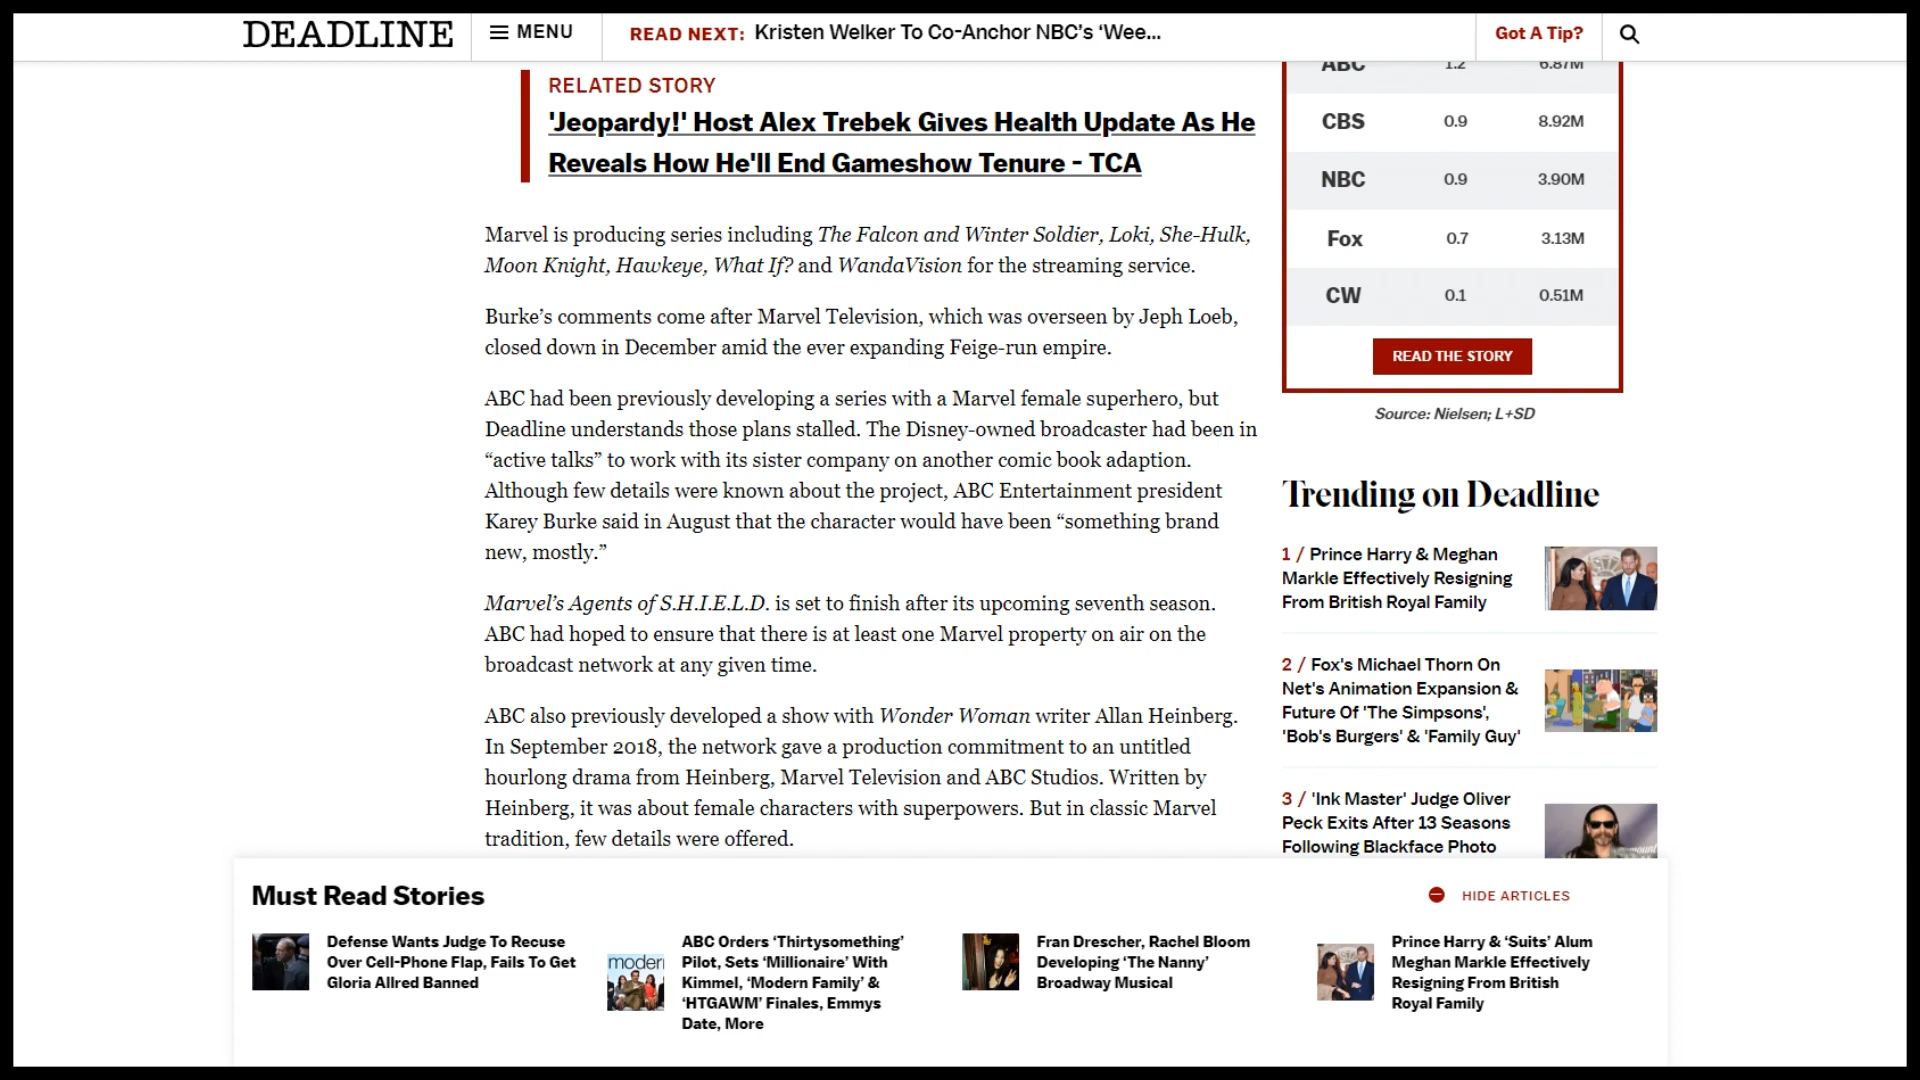 DEADLINE
MENU
READ NEXT: Kristen Welker To Co-Anchor NBC’s ‘Wee...
Got A Tip?
RELATED STORY
'Jeopardy!' Host Alex Trebek Gives Health Update As He
Reveals How He'll End Gameshow Tenure - TCA
Marvel is producing series including The Falcon and Winter Soldier, Loki, She-Hulk,
Moon Knight, Hawkeye, What If? and WandaVision for the streaming service.
Burke’s comments come after Marvel Television, which was overseen by Jeph Loeb,
closed down in December amid the ever expanding Feige-run empire.
ABC had been previously developing a series with a Marvel female superhero, but
Deadline understands those plans stalled. The Disney-owned broadcaster had been in
“active talks” to work with its sister company on another comic book adaption.
Although few details were known about the project, ABC Entertainment president
Karey Burke said in August that the character would have been “something brand
new, mostly.”
Marvel’s Agents of S.H.I.E.L.D. is set to finish after its upcoming seventh season.
ABC had hoped to ensure that there is at least one Marvel property on air on the
broadcast network at any given time.
ABC also previously developed a show with Wonder Woman writer Allan Heinberg.
In September 2018, the network gave a production commitment to an untitled
hourlong drama from Heinberg, Marvel Television and ABC Studios. Written by
Heinberg, it was about female characters with superpowers. But in classic Marvel
tradition, few details were offered.
ABC 1.2 6.87M
CBS 0.9 8.92M
NBC 0.9 3.90M
Fox 0.7 3.13M
CW 0.1 0.51M
READ THE STORY
Source: Nielsen; L+SD
Trending on Deadline
1 / Prince Harry & Meghan
Markle Effectively Resigning
From British Royal Family
2 / Fox's Michael Thorn On
Net's Animation Expansion &
Future Of 'The Simpsons',
'Bob's Burgers' & 'Family Guy'
3 / 'Ink Master' Judge Oliver
Peck Exits After 13 Seasons
Following Blackface Photo
Must Read Stories
HIDE ARTICLES
Defense Wants Judge To Recuse
Over Cell-Phone Flap, Fails To Get
Gloria Allred Banned
modern
ABC Orders ‘Thirtysomething’
Pilot, Sets ‘Millionaire’ With
Kimmel, ‘Modern Family’ &
‘HTGAWM’ Finales, Emmys
Date, More
Fran Drescher, Rachel Bloom
Developing ‘The Nanny’
Broadway Musical
Prince Harry & ‘Suits’ Alum
Meghan Markle Effectively
Resigning From British
Royal Family